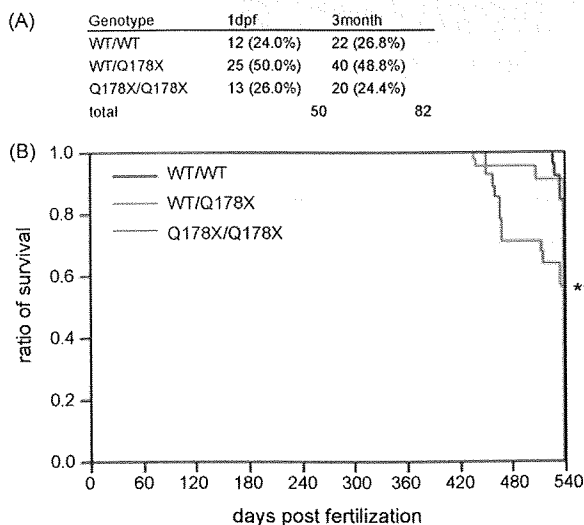 (A)
Genotype 1dpf 3month
WT/WT 12 (24.0%) 22 (26.8%)
WT/Q178X 25 (50.0%) 40 (48.8%)
Q178X/Q178X 13 (26.0%) 20 (24.4%)
total 50 82
(B)
1.0
0.8
0.6
0.4
0.2
0.0
ratio of survival
WT/WT
WT/Q178X
Q178X/Q178X
*
0 60 120 180 240 300 360 420 480 540
days post fertilization